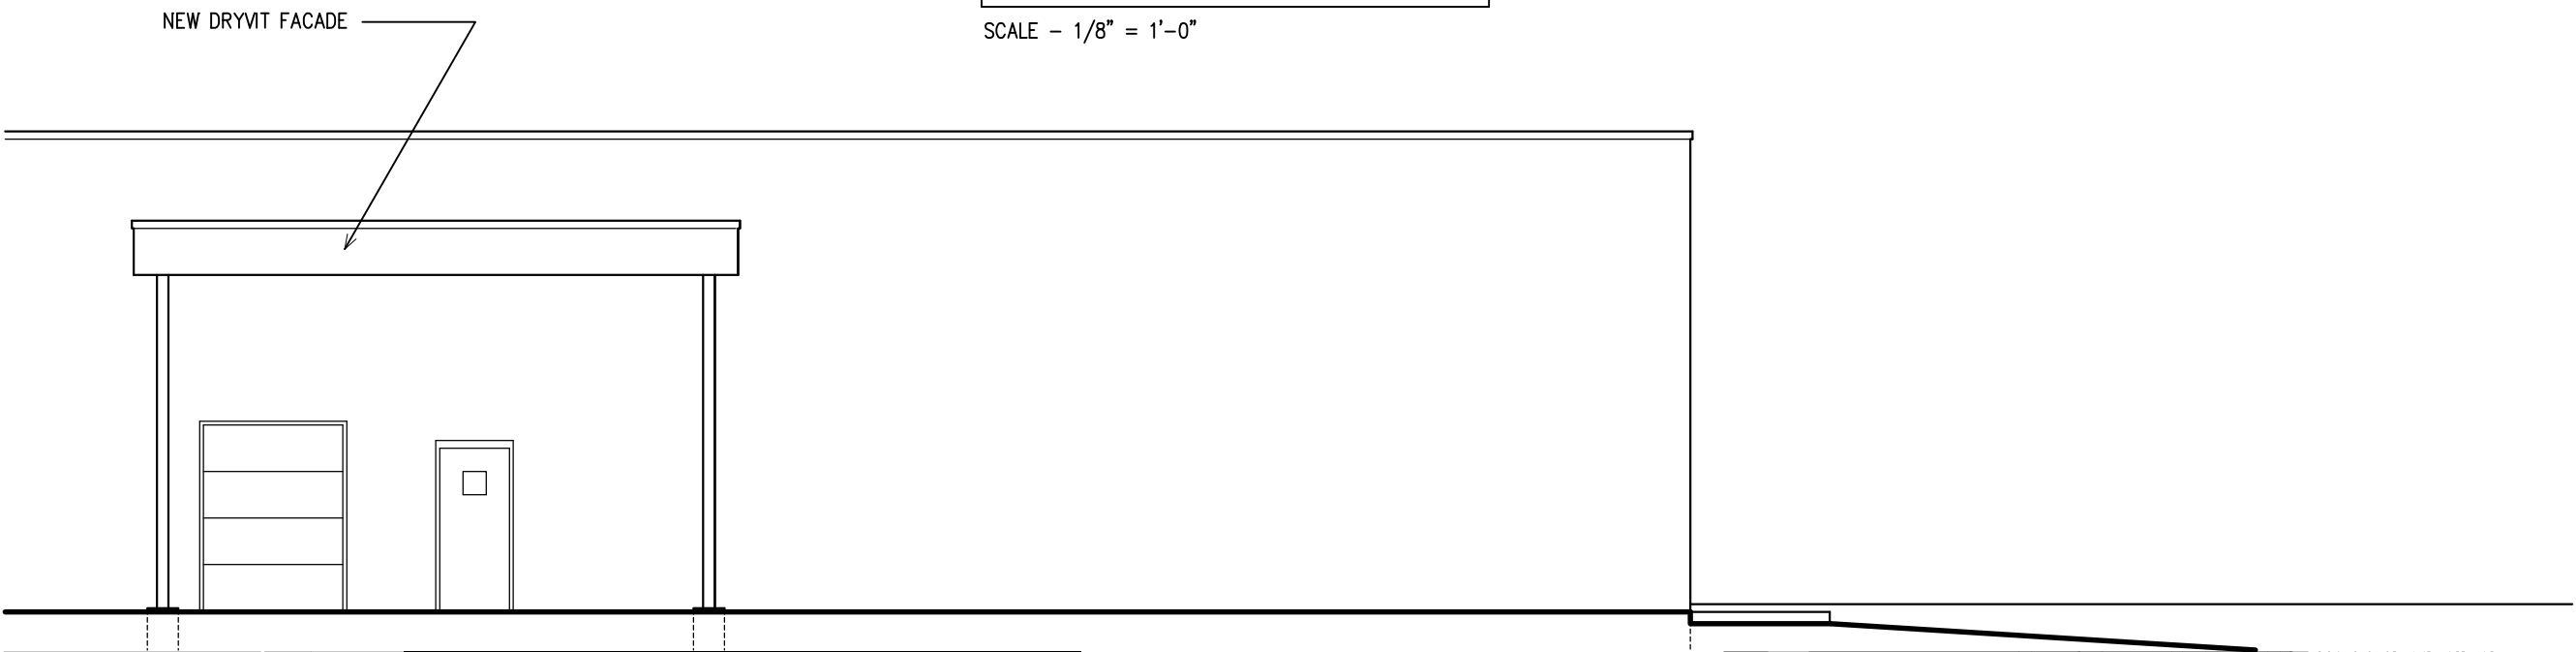 NEW DRYVIT FACADE
SCALE - 1/8" = 1'-0"